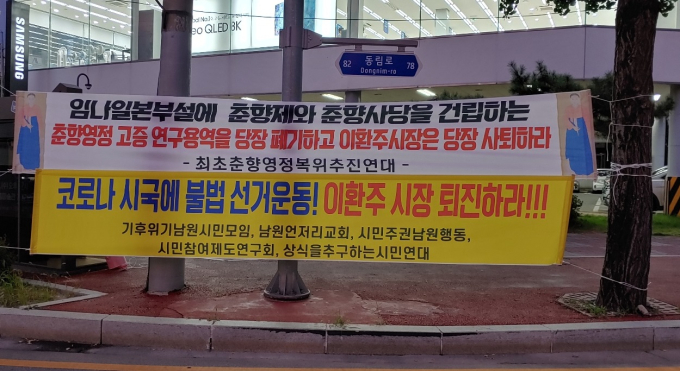 SAMSUNG
QLED 8K
82 동림로 78
Dongnim-ro
임나일본부설에 춘향제와 춘향사당을 건립하는
춘향영정 고증 연구용역을 당장 폐기하고 이환주시장은 당장 사퇴하라
- 최초춘향영정복위추진연대 -
코로나 시국에 불법 선거운동! 이환주 시장 퇴진하라!!!
기후위기남원시민모임, 남원언저리교회, 시민주권남원행동,
시민참여제도연구회, 상식을추구하는시민연대